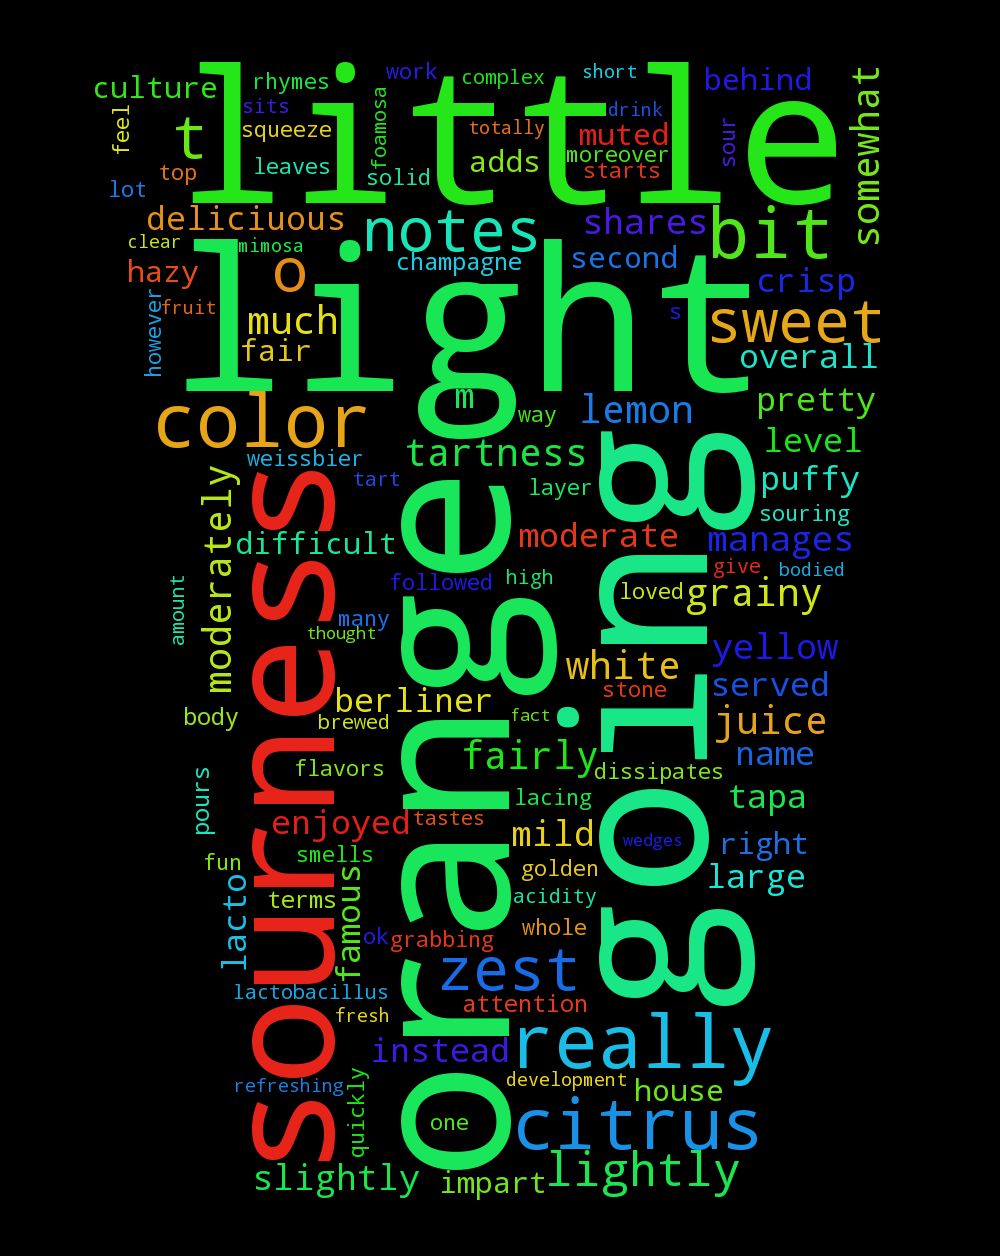 little
light
orange
going
sourness
culture
rhymes
work
complex
short
behind
somewhat
feel
t
sits
squeeze
foamosa
totally
drink
muted
sour
moreover
leaves
adds
starts
top
solid
lot
deliciuous
notes
shares
bit
clear
mimosa
champagne
second
hazy
o
crisp
however
fruit
much
s
sweet
fair
overall
color
m
way
lemon
pretty
tartness
level
weissbier
tart
layer
puffy
moderately
souring
difficult
moderate
manages
followed
high
give
bodied
amount
many
loved
grainy
thought
white
yellow
berliner
stone
served
body
brewed
fact
juice
fairly
name
flavors
dissipates
pours
lacing
tapa
enjoyed
tastes
mild
wedges
right
fun
smells
golden
large
lacto
terms
famous
acidity
ok
grabbing
whole
zest
lactobacillus
attention
fresh
instead
really
refreshing
quickly
development
house
one
citrus
slightly
impart
lightly